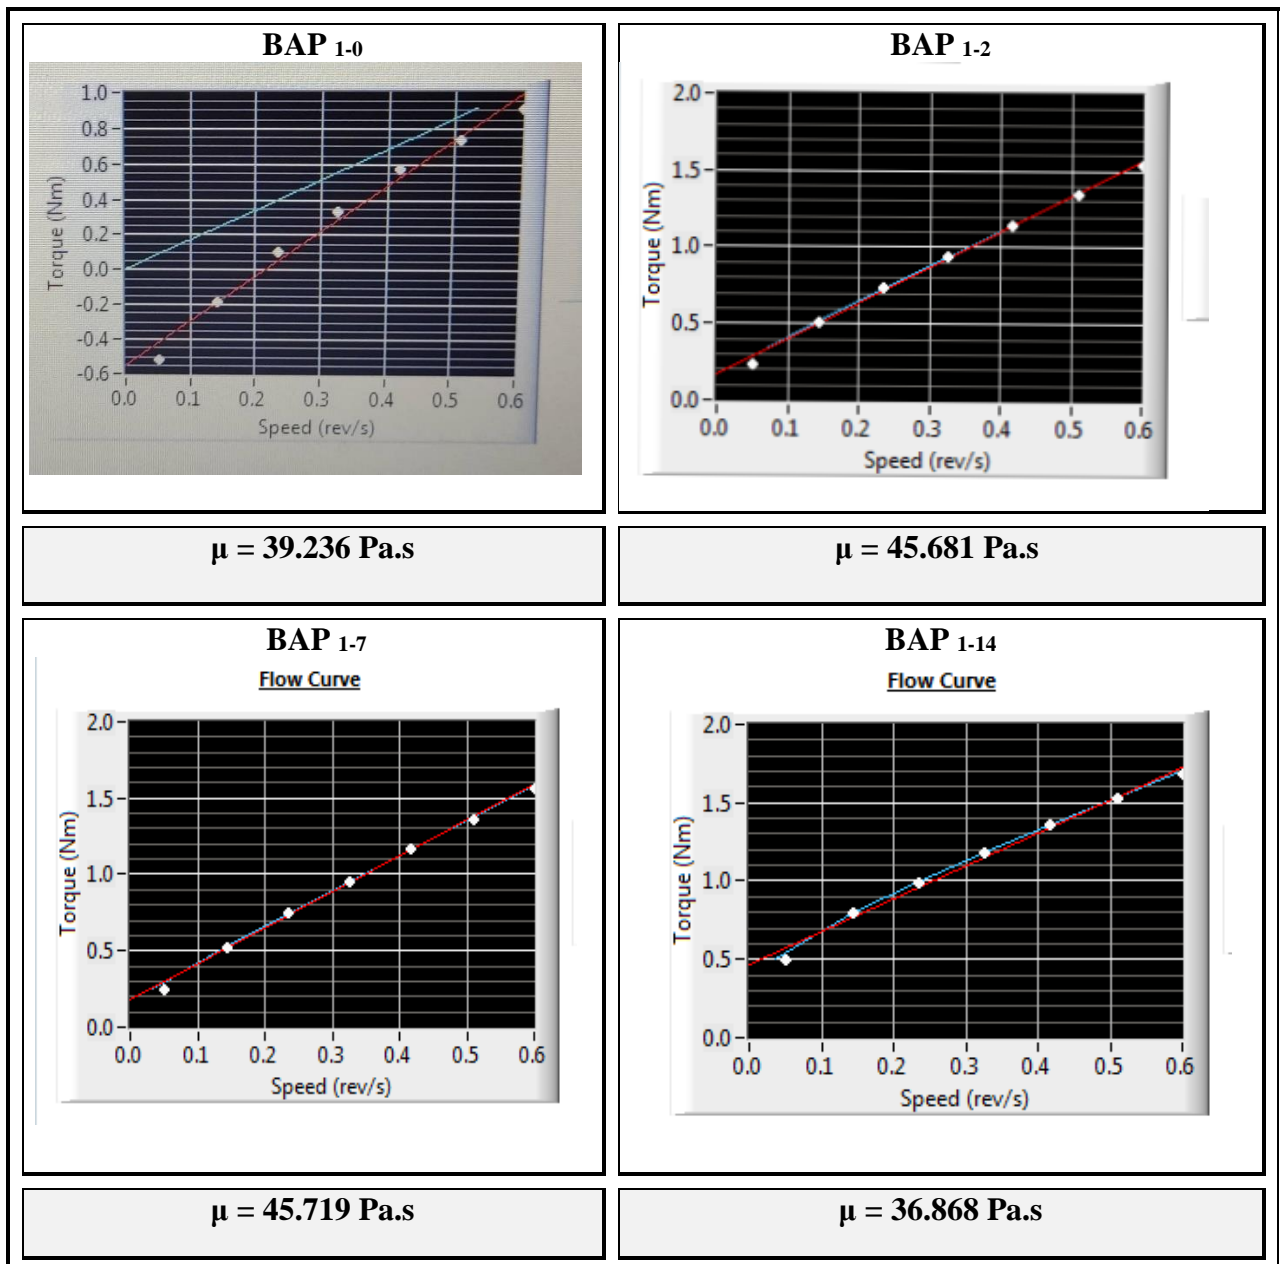 BAP 1-0
1.0
0.8
0.6
0.4
0.2
0.0
-0.2
-0.4
-0.6
Torque (Nm)
0.0 0.1 0.2 0.3 0.4 0.5 0.6
Speed (rev/s)
μ = 39.236 Pa.s
BAP 1-2
2.0
1.5
1.0
0.5
0.0
Torque (Nm)
0.0 0.1 0.2 0.3 0.4 0.5 0.6
Speed (rev/s)
μ = 45.681 Pa.s
BAP 1-7
Flow Curve
2.0
1.5
1.0
0.5
0.0
Torque (Nm)
0.0 0.1 0.2 0.3 0.4 0.5 0.6
Speed (rev/s)
μ = 45.719 Pa.s
BAP 1-14
Flow Curve
2.0
1.5
1.0
0.5
0.0
Torque (Nm)
0.0 0.1 0.2 0.3 0.4 0.5 0.6
Speed (rev/s)
μ = 36.868 Pa.s